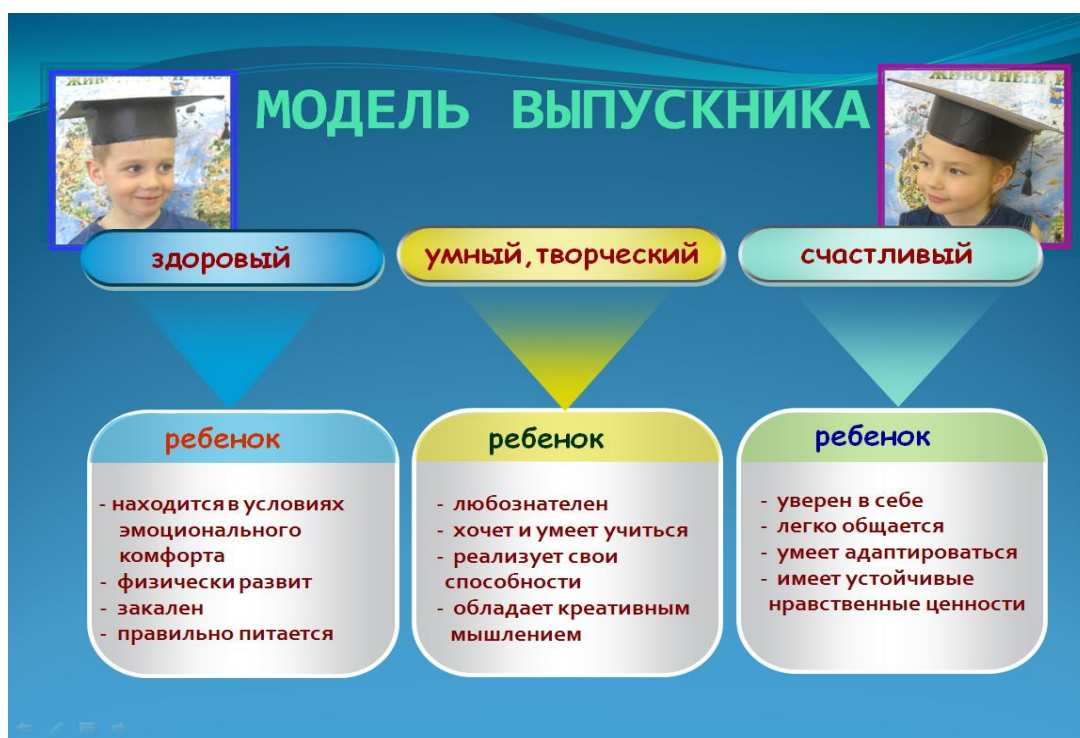 МОДЕЛЬ ВЫПУСКНИКА
здоровый
умный,творческий
счастливый
ребенок
- находится в условиях
эмоционального
комфорта
- физически развит
- закален
- правильно питается
ребенок
- любознателен
- хочет и умеет учиться
- реализует свои
способности
- обладает креативным
мышлением
ребенок
- уверен в себе
- легко общается
- умеет адаптироваться
- имеет устойчивые
нравственные ценности